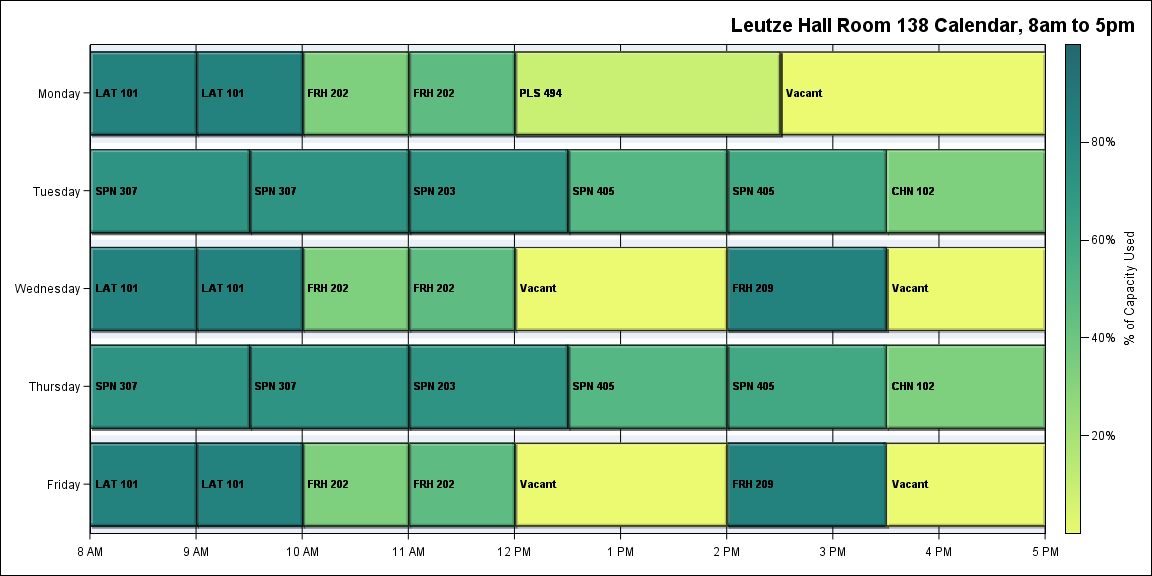 Leutze Hall Room 138 Calendar, 8am to 5pm
Monday
LAT 101
LAT 101
FRH 202
FRH 202
PLS 494
Vacant
Tuesday
SPN 307
SPN 307
SPN 203
SPN 405
SPN 405
CHN 102
Wednesday
LAT 101
LAT 101
FRH 202
FRH 202
Vacant
FRH 209
Vacant
Thursday
SPN 307
SPN 307
SPN 203
SPN 405
SPN 405
CHN 102
Friday
LAT 101
LAT 101
FRH 202
FRH 202
Vacant
FRH 209
Vacant
8 AM
9 AM
10 AM
11 AM
12 PM
1 PM
2 PM
3 PM
4 PM
5 PM
80%
60%
40%
20%
% of Capacity Used